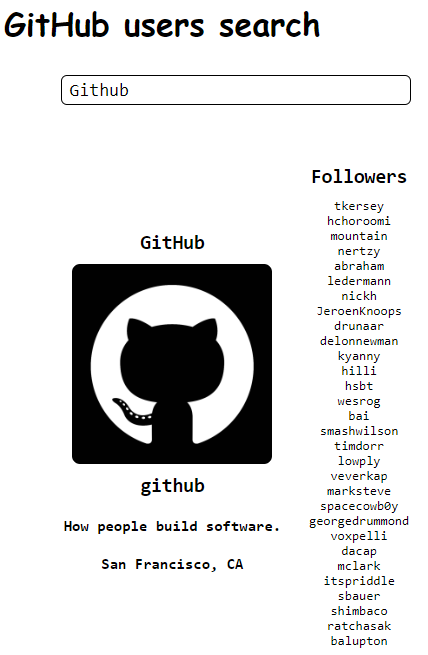 GitHub users search
Github
GitHub
github
How people build software.
San Francisco, CA
Followers
tkersey
hchoroomi
mountain
nertzy
abraham
ledermann
nickh
JeroenKnoops
drunaar
delonnewman
kyanny
hilli
hsbt
wesrog
bai
smashwilson
timdorr
lowply
veverkap
marksteve
spacecowb0y
georgedrummond
voxpelli
dacap
mclark
itspriddle
sbauer
shimbaco
ratchasak
balupton